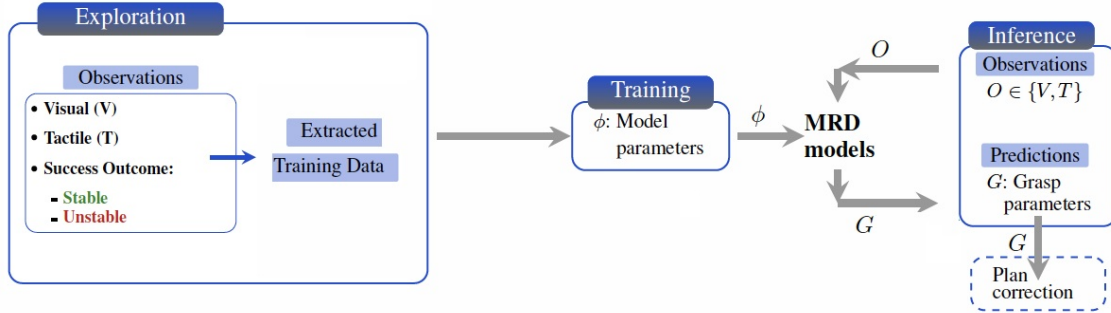 Exploration
Observations
• Visual (V)
• Tactile (T)
• Success Outcome:
- Stable
- Unstable
Extracted
Training Data
Training
ϕ: Model
parameters
ϕ
MRD
models
O
G
Inference
Observations
O ∈ {V, T}
Predictions
G: Grasp
parameters
G
Plan
correction